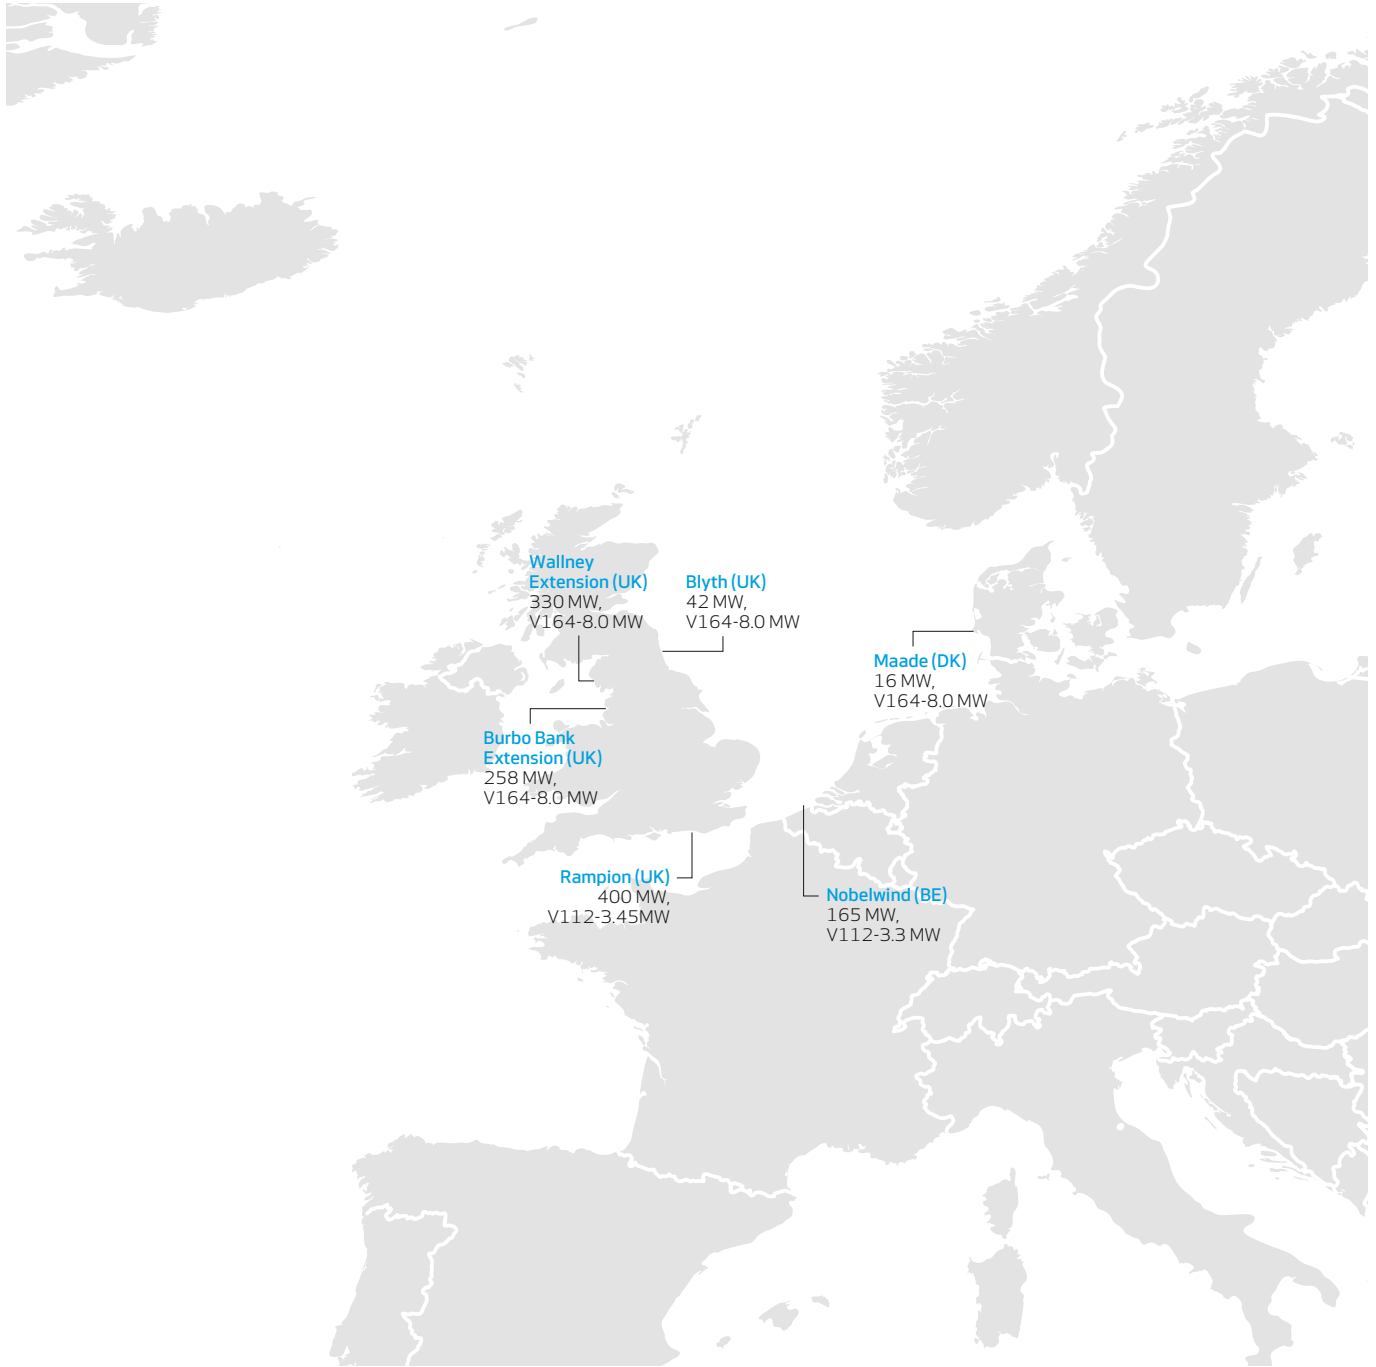 Wallney
Extension (UK)
330 MW,
V164-8.0 MW
Blyth (UK)
42 MW,
V164-8.0 MW
Maade (DK)
16 MW,
V164-8.0 MW
Burbo Bank
Extension (UK)
258 MW,
V164-8.0 MW
Rampion (UK)
400 MW,
V112-3.45MW
Nobelwind (BE)
165 MW,
V112-3.3 MW